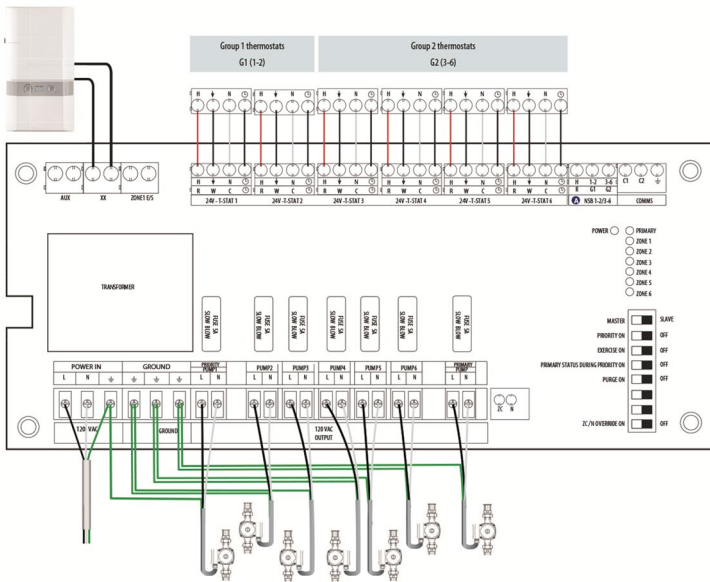 Group 1 thermostats
G1 (1-2)
Group 2 thermostats
G2 (3-6)
H N H N H N H N H N H N
H N H N H N H N H N H N H 1-2 3-6 C1 C2
R W C R W C R W C R W C R W C R W C R G1 G2
AUX XX ZONE1 E/S
24V -T-STAT 1 24V -T-STAT 2 24V -T-STAT 3 24V -T-STAT 4 24V -T-STAT 5 24V -T-STAT 6 A NSB 1-2/3-6 COMMS
POWER PRIMARY
ZONE 1
ZONE 2
ZONE 3
ZONE 4
ZONE 5
ZONE 6
TRANSFORMER
FUSE 5A SLOW BLOW
FUSE 5A SLOW BLOW
FUSE 5A SLOW BLOW
FUSE 5A SLOW BLOW
FUSE 5A SLOW BLOW
FUSE 5A SLOW BLOW
FUSE 5A SLOW BLOW
MASTER SLAVE
PRIORITY ON OFF
EXERCISE ON OFF
PRIMARY STATUS DURING PRIORITY ON OFF
PURGE ON OFF
ZC/N OVERRIDE ON OFF
POWER IN GROUND PRIORITY PUMP1 PUMP2 PUMP3 PUMP4 PUMP5 PUMP6 PRIMARY PUMP
L N L N L N L N L N L N L N L N
ZC N
120 VAC GROUND 120 VAC OUTPUT